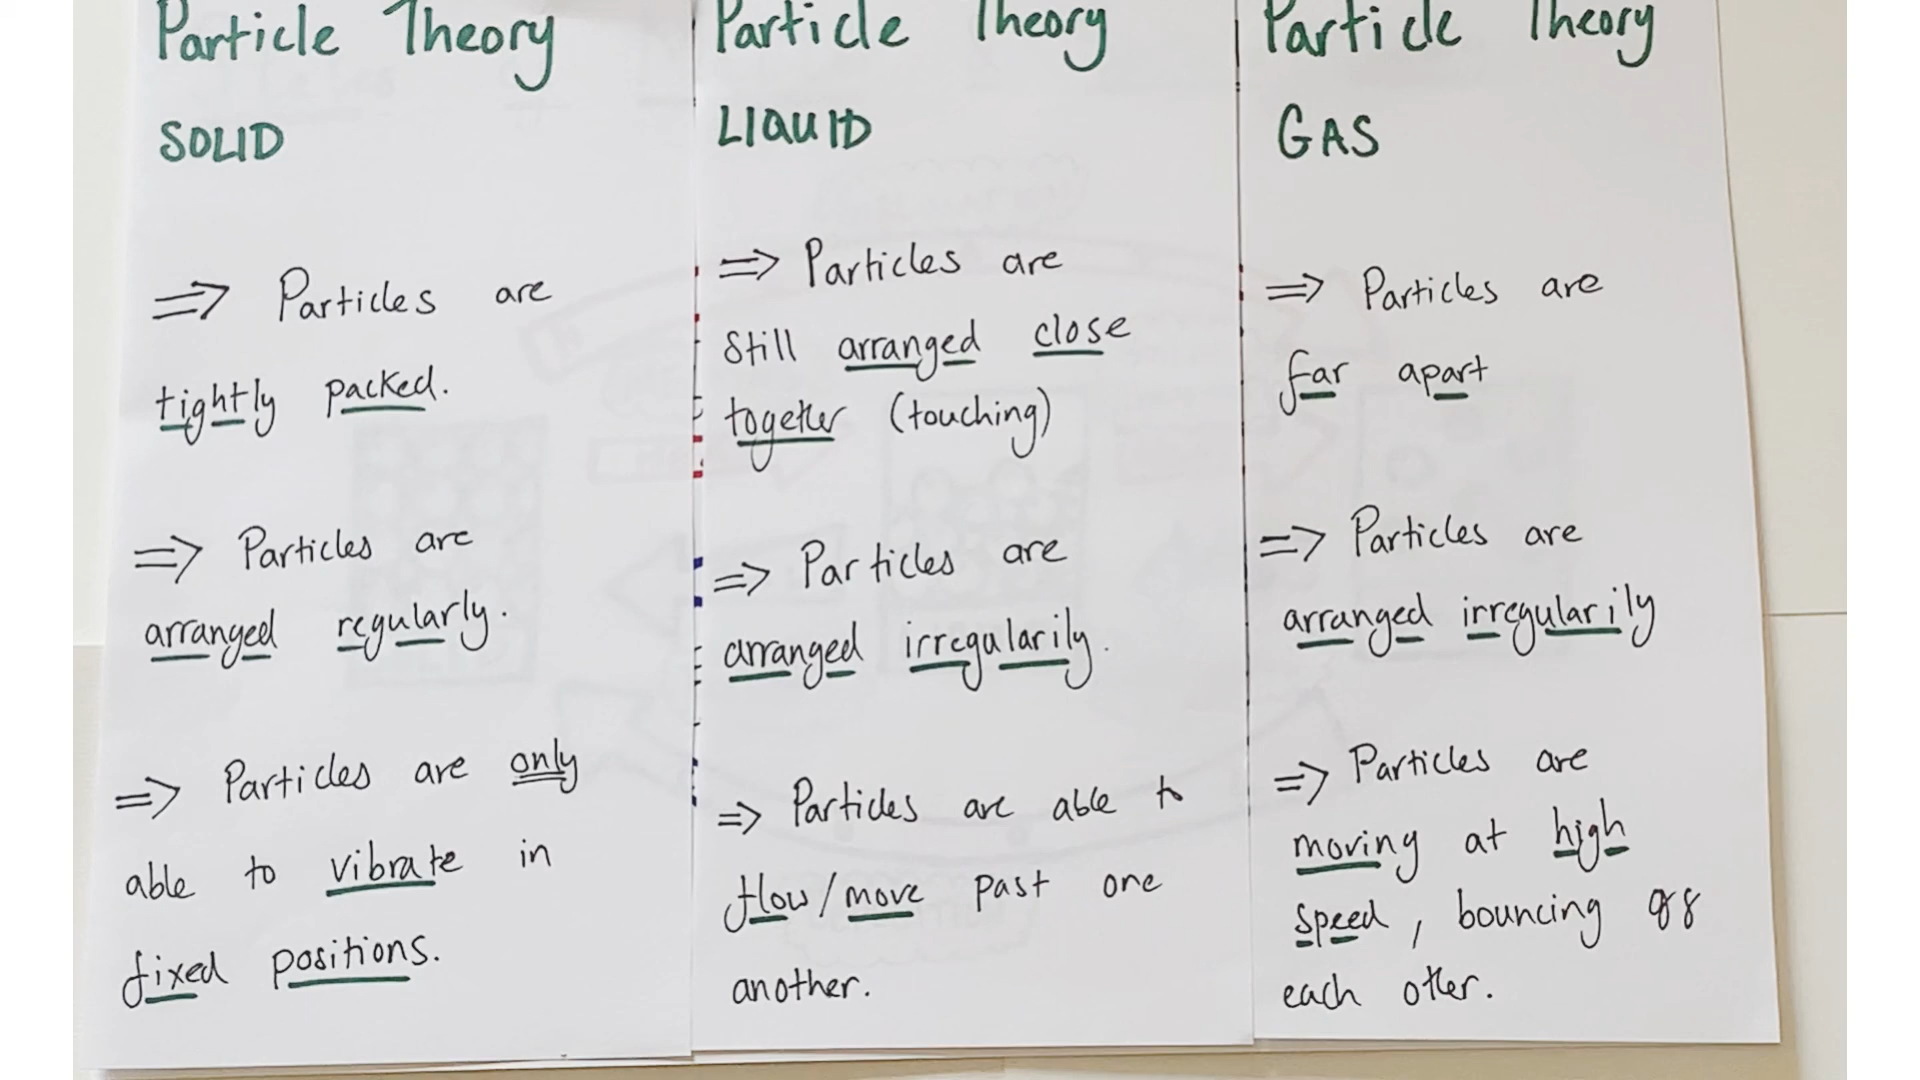 Particle Theory
SOLID
⇒ Particles are
tightly packed.
⇒ Particles are
arranged regularly.
⇒ Particles are only
able to vibrate in
fixed positions.
Particle Theory
LIQUID
⇒ Particles are
still arranged close
together (touching)
⇒ Particles are
arranged irregularily.
⇒ Particles are able to
flow/move past one
another.
Particle Theory
GAS
⇒ Particles are
far apart
⇒ Particles are
arranged irregularily
⇒ Particles are
moving at high
speed, bouncing off
each other.